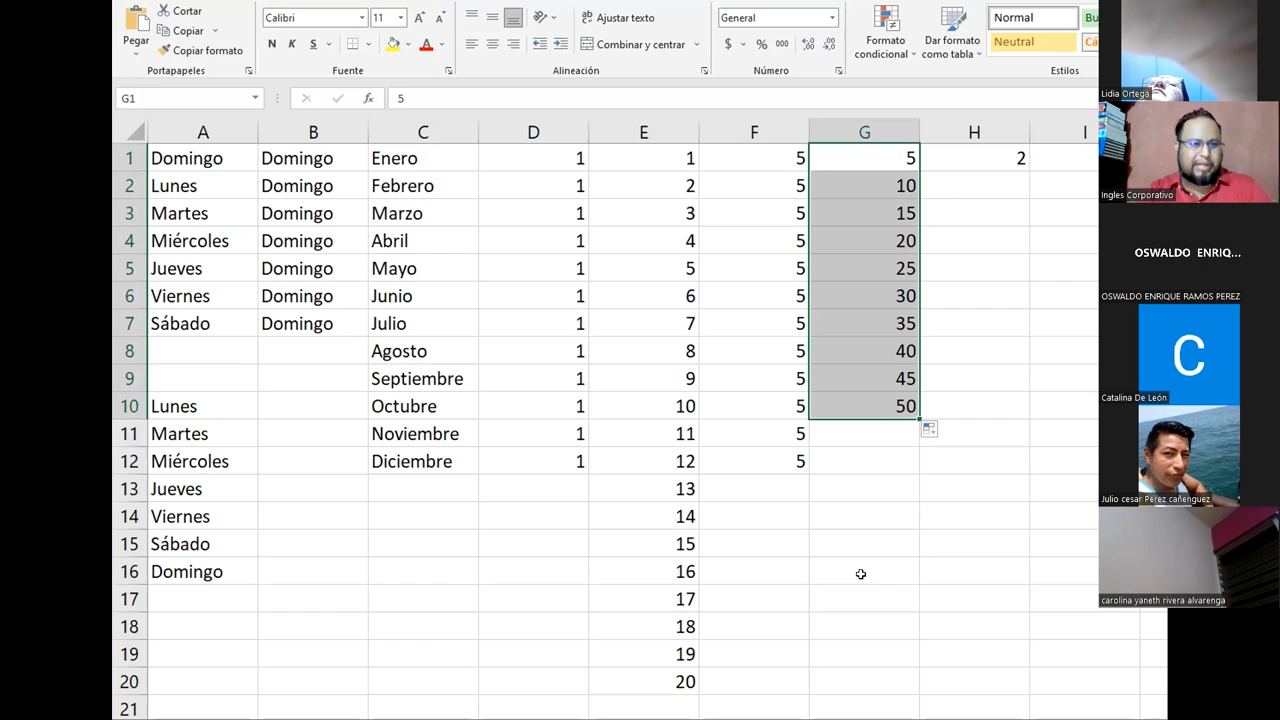 Cortar
Pegar
Copiar
Copiar formato
Portapapeles
Calibri
11
N K S
Fuente
Ajustar texto
Combinar y centrar
Alineación
General
$ % 000
Número
Formato condicional
Dar formato como tabla
Normal
Neutral
Estilos
G1
fx
5
A B C D E F G H I
1 Domingo Domingo Enero 1 1 5 5 2
2 Lunes Domingo Febrero 1 2 5 10
3 Martes Domingo Marzo 1 3 5 15
4 Miércoles Domingo Abril 1 4 5 20
5 Jueves Domingo Mayo 1 5 5 25
6 Viernes Domingo Junio 1 6 5 30
7 Sábado Domingo Julio 1 7 5 35
8 Agosto 1 8 5 40
9 Septiembre 1 9 5 45
10 Lunes Octubre 1 10 5 50
11 Martes Noviembre 1 11 5
12 Miércoles Diciembre 1 12 5
13 Jueves 13
14 Viernes 14
15 Sábado 15
16 Domingo 16
17 17
18 18
19 19
20 20
21
Lidia Ortega
Ingles Corporativo
OSWALDO ENRIQ...
OSWALDO ENRIQUE RAMOS PEREZ
C
Catalina De León
Julio cesar Perez cañenguez
carolina yaneth rivera alvarenga